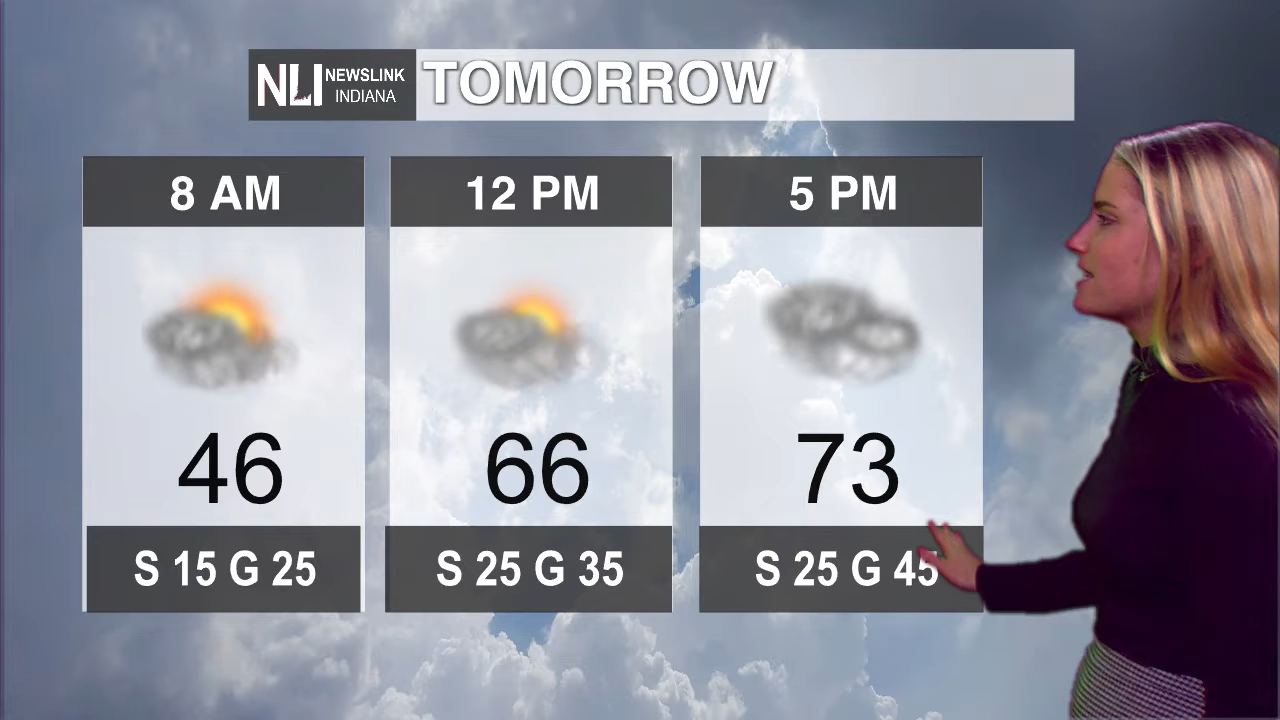 NLI NEWSLINK
INDIANA
TOMORROW
8 AM
12 PM
5 PM
46
66
73
S 15 G 25
S 25 G 35
S 25 G 45